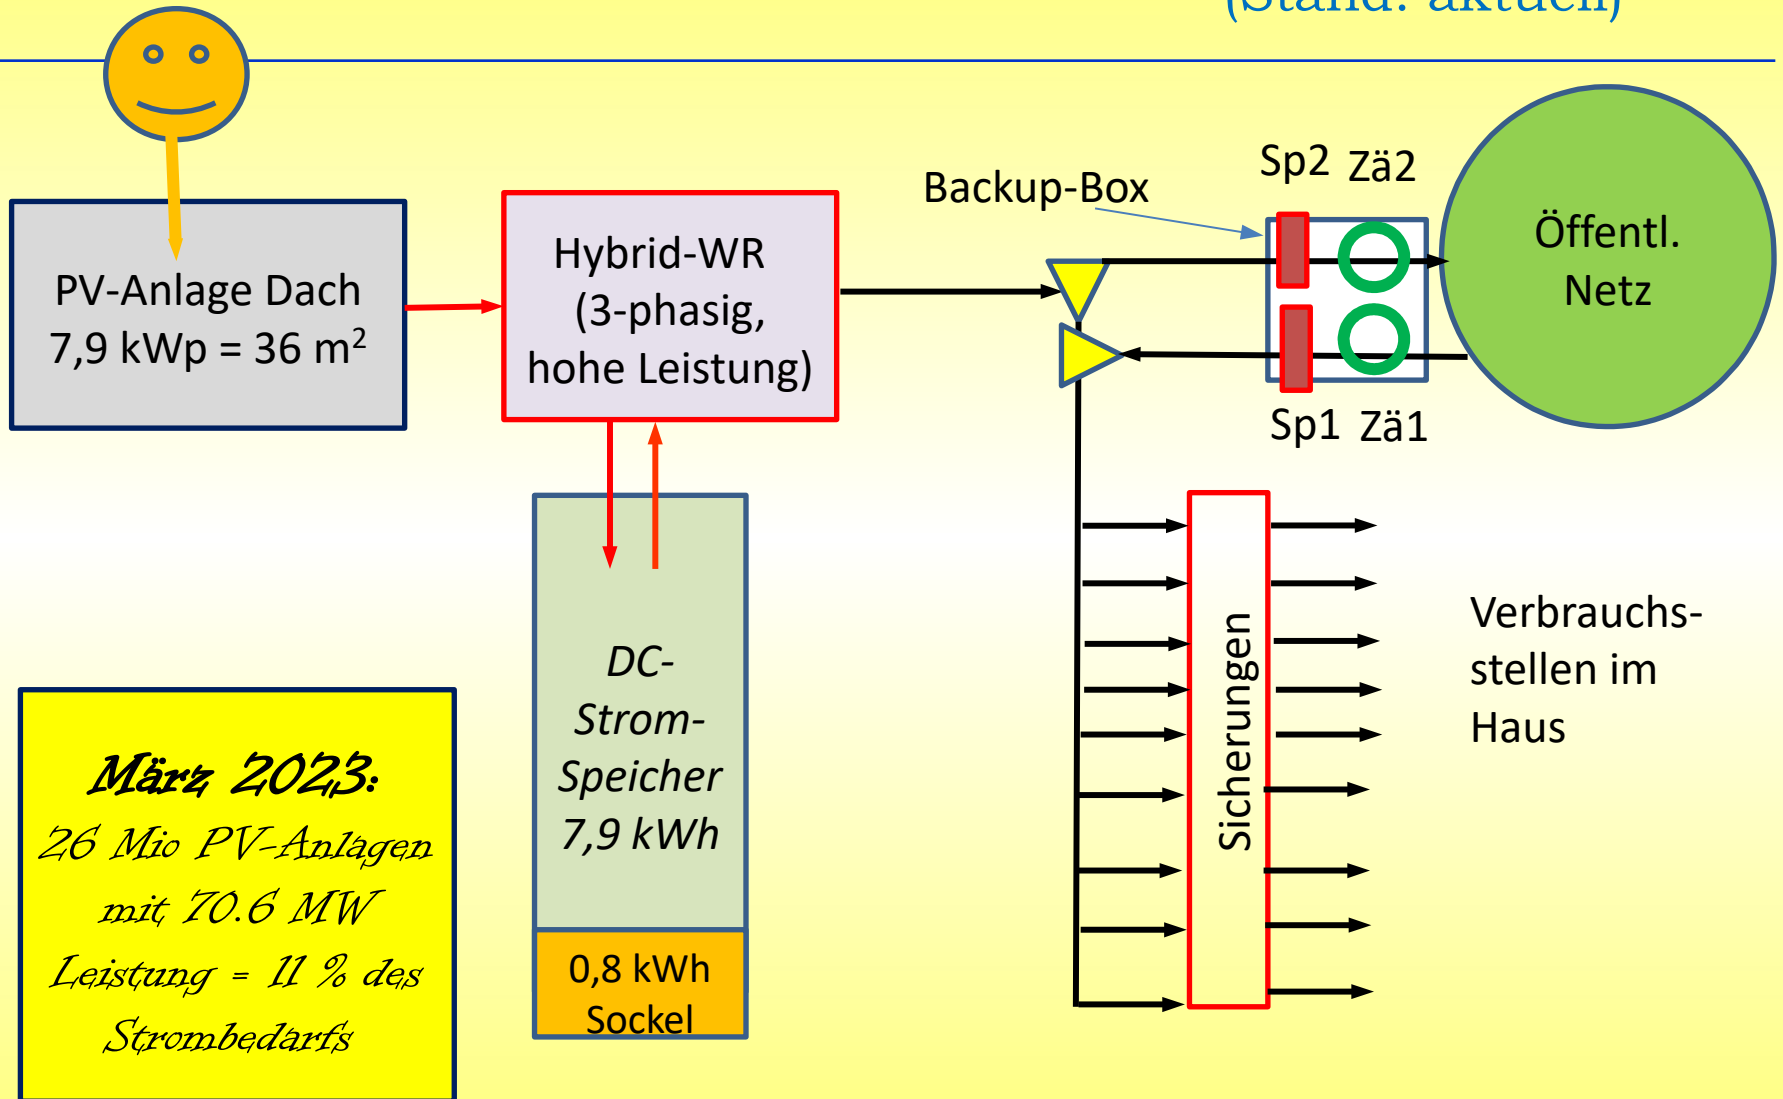 (Stand: aktuell)
PV-Anlage Dach
7,9 kWp = 36 m²
Hybrid-WR
(3-phasig,
hohe Leistung)
Backup-Box
Sp2 Zä2
Öffentl.
Netz
Sp1 Zä1
DC-
Strom-
Speicher
7,9 kWh
0,8 kWh
Sockel
Sicherungen
Verbrauchs-
stellen im
Haus
März 2023:
26 Mio PV-Anlagen
mit 70.6 MW
Leistung = 11 % des
Strombedarfs